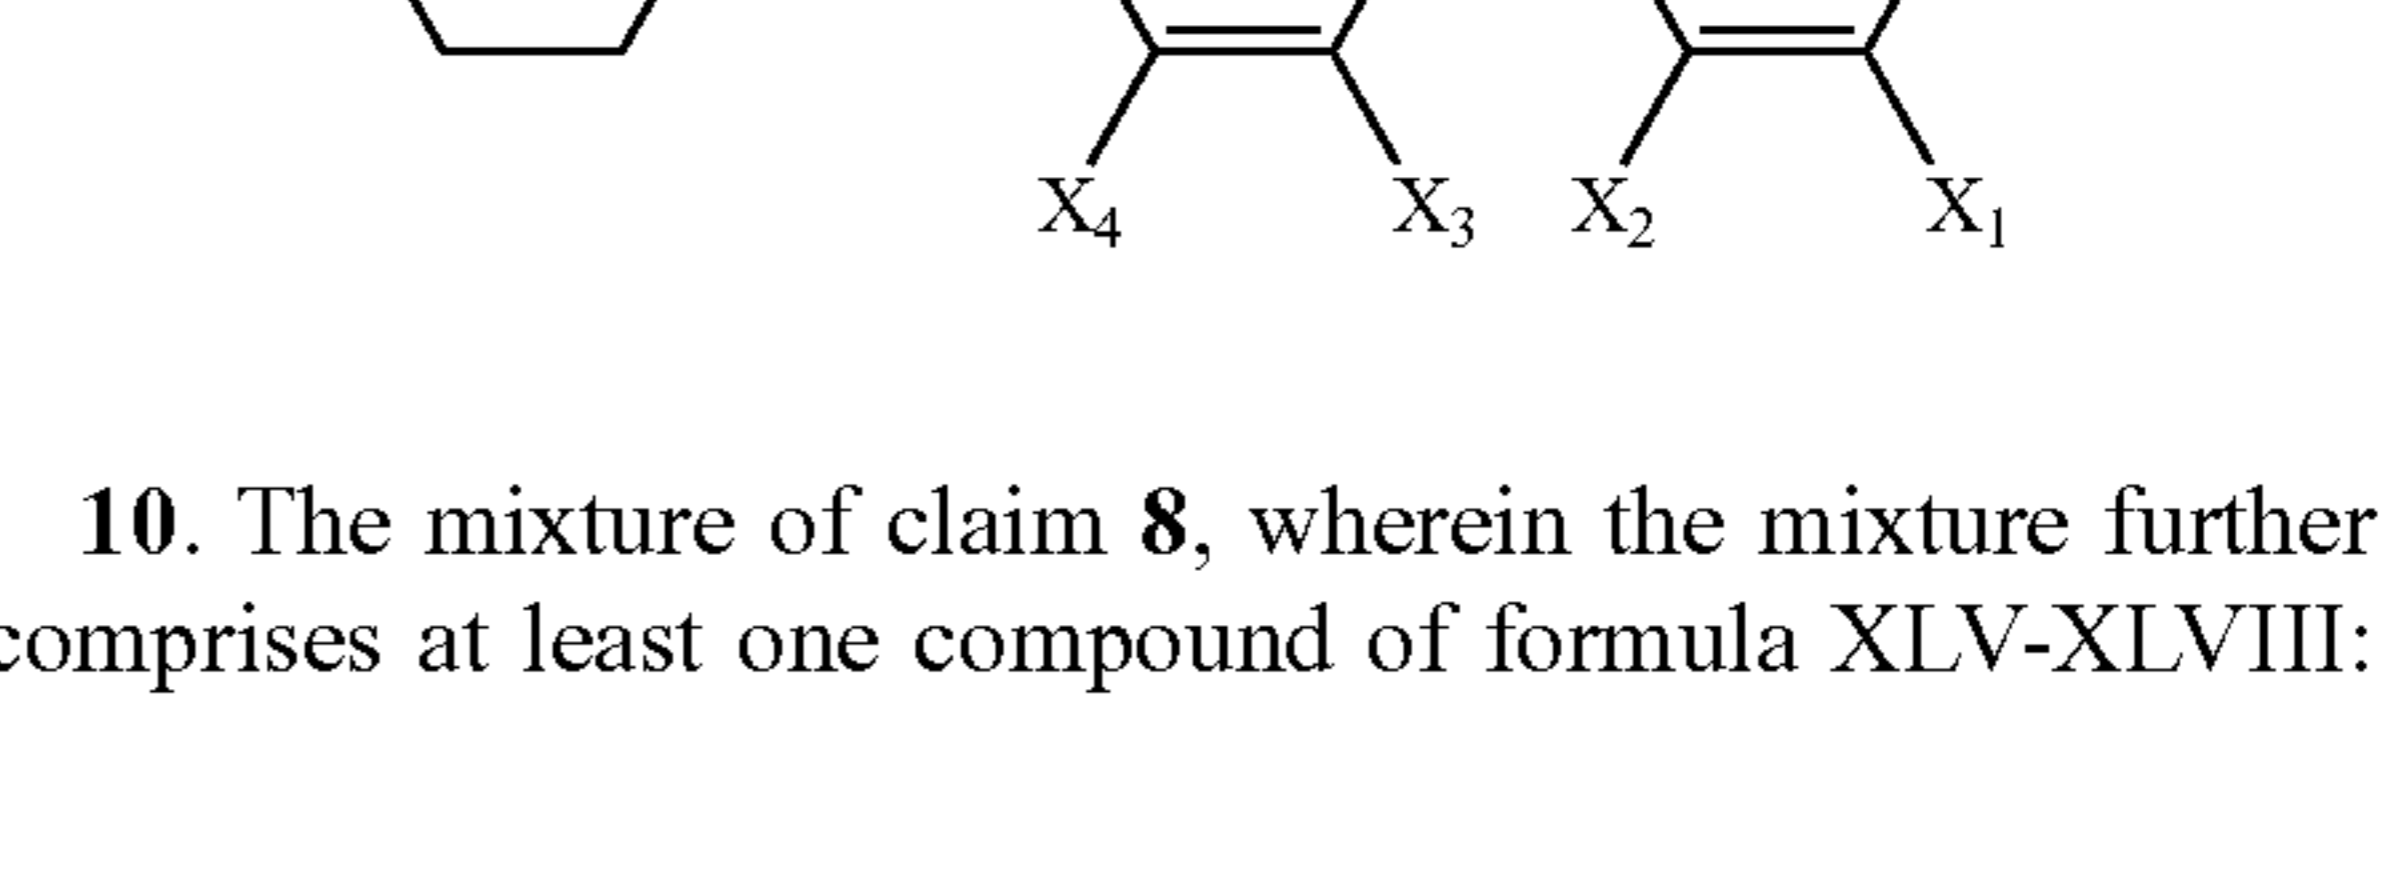 X4 X3 X2 X1
10. The mixture of claim 8, wherein the mixture further
comprises at least one compound of formula XLV-XLVIII: